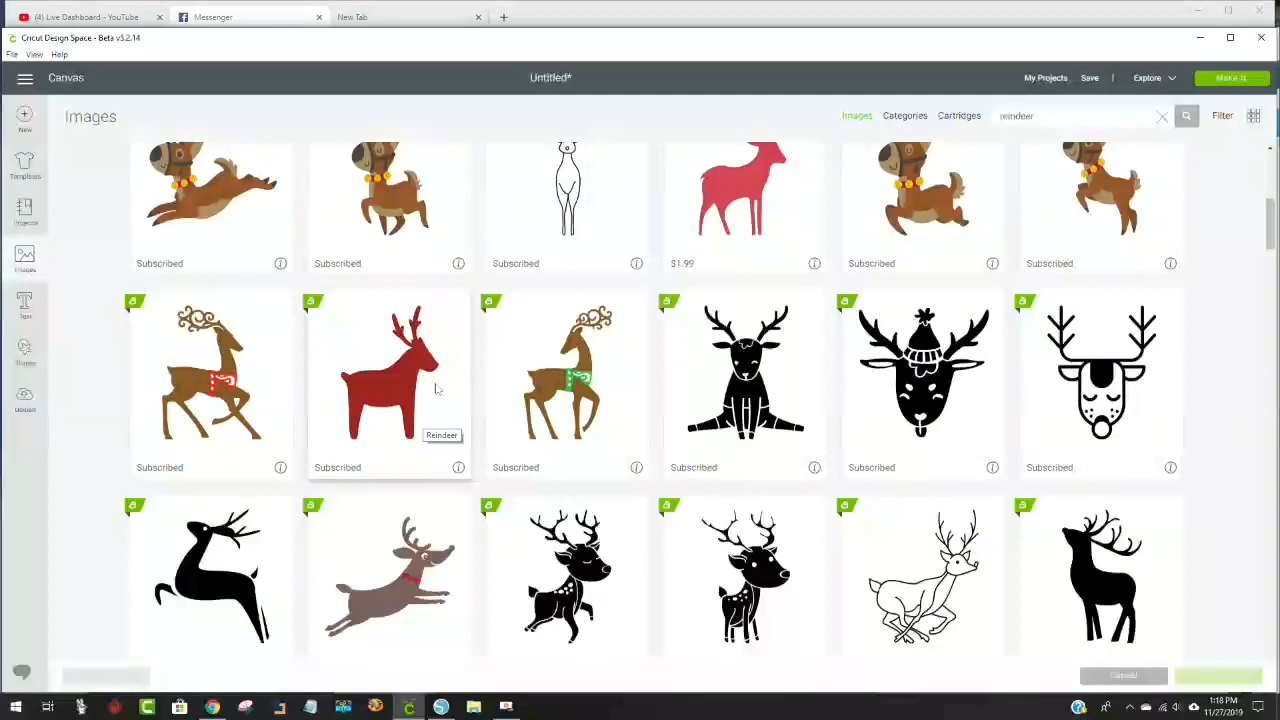 (4) Live Dashboard - YouTube
Messenger
New Tab
Cricut Design Space - Beta v5.2.14
File View Help
Canvas
Untitled*
My Projects Save | Explore
Make It
New
Templates
Projects
Images
Text
Shapes
Upload
Images
Images Categories Cartridges
reindeer
Filter
Subscribed
Subscribed
Subscribed
$1.99
Subscribed
Subscribed
Reindeer
Subscribed
Subscribed
Subscribed
Subscribed
Subscribed
Subscribed
Cancel
1:18 PM
11/27/2019